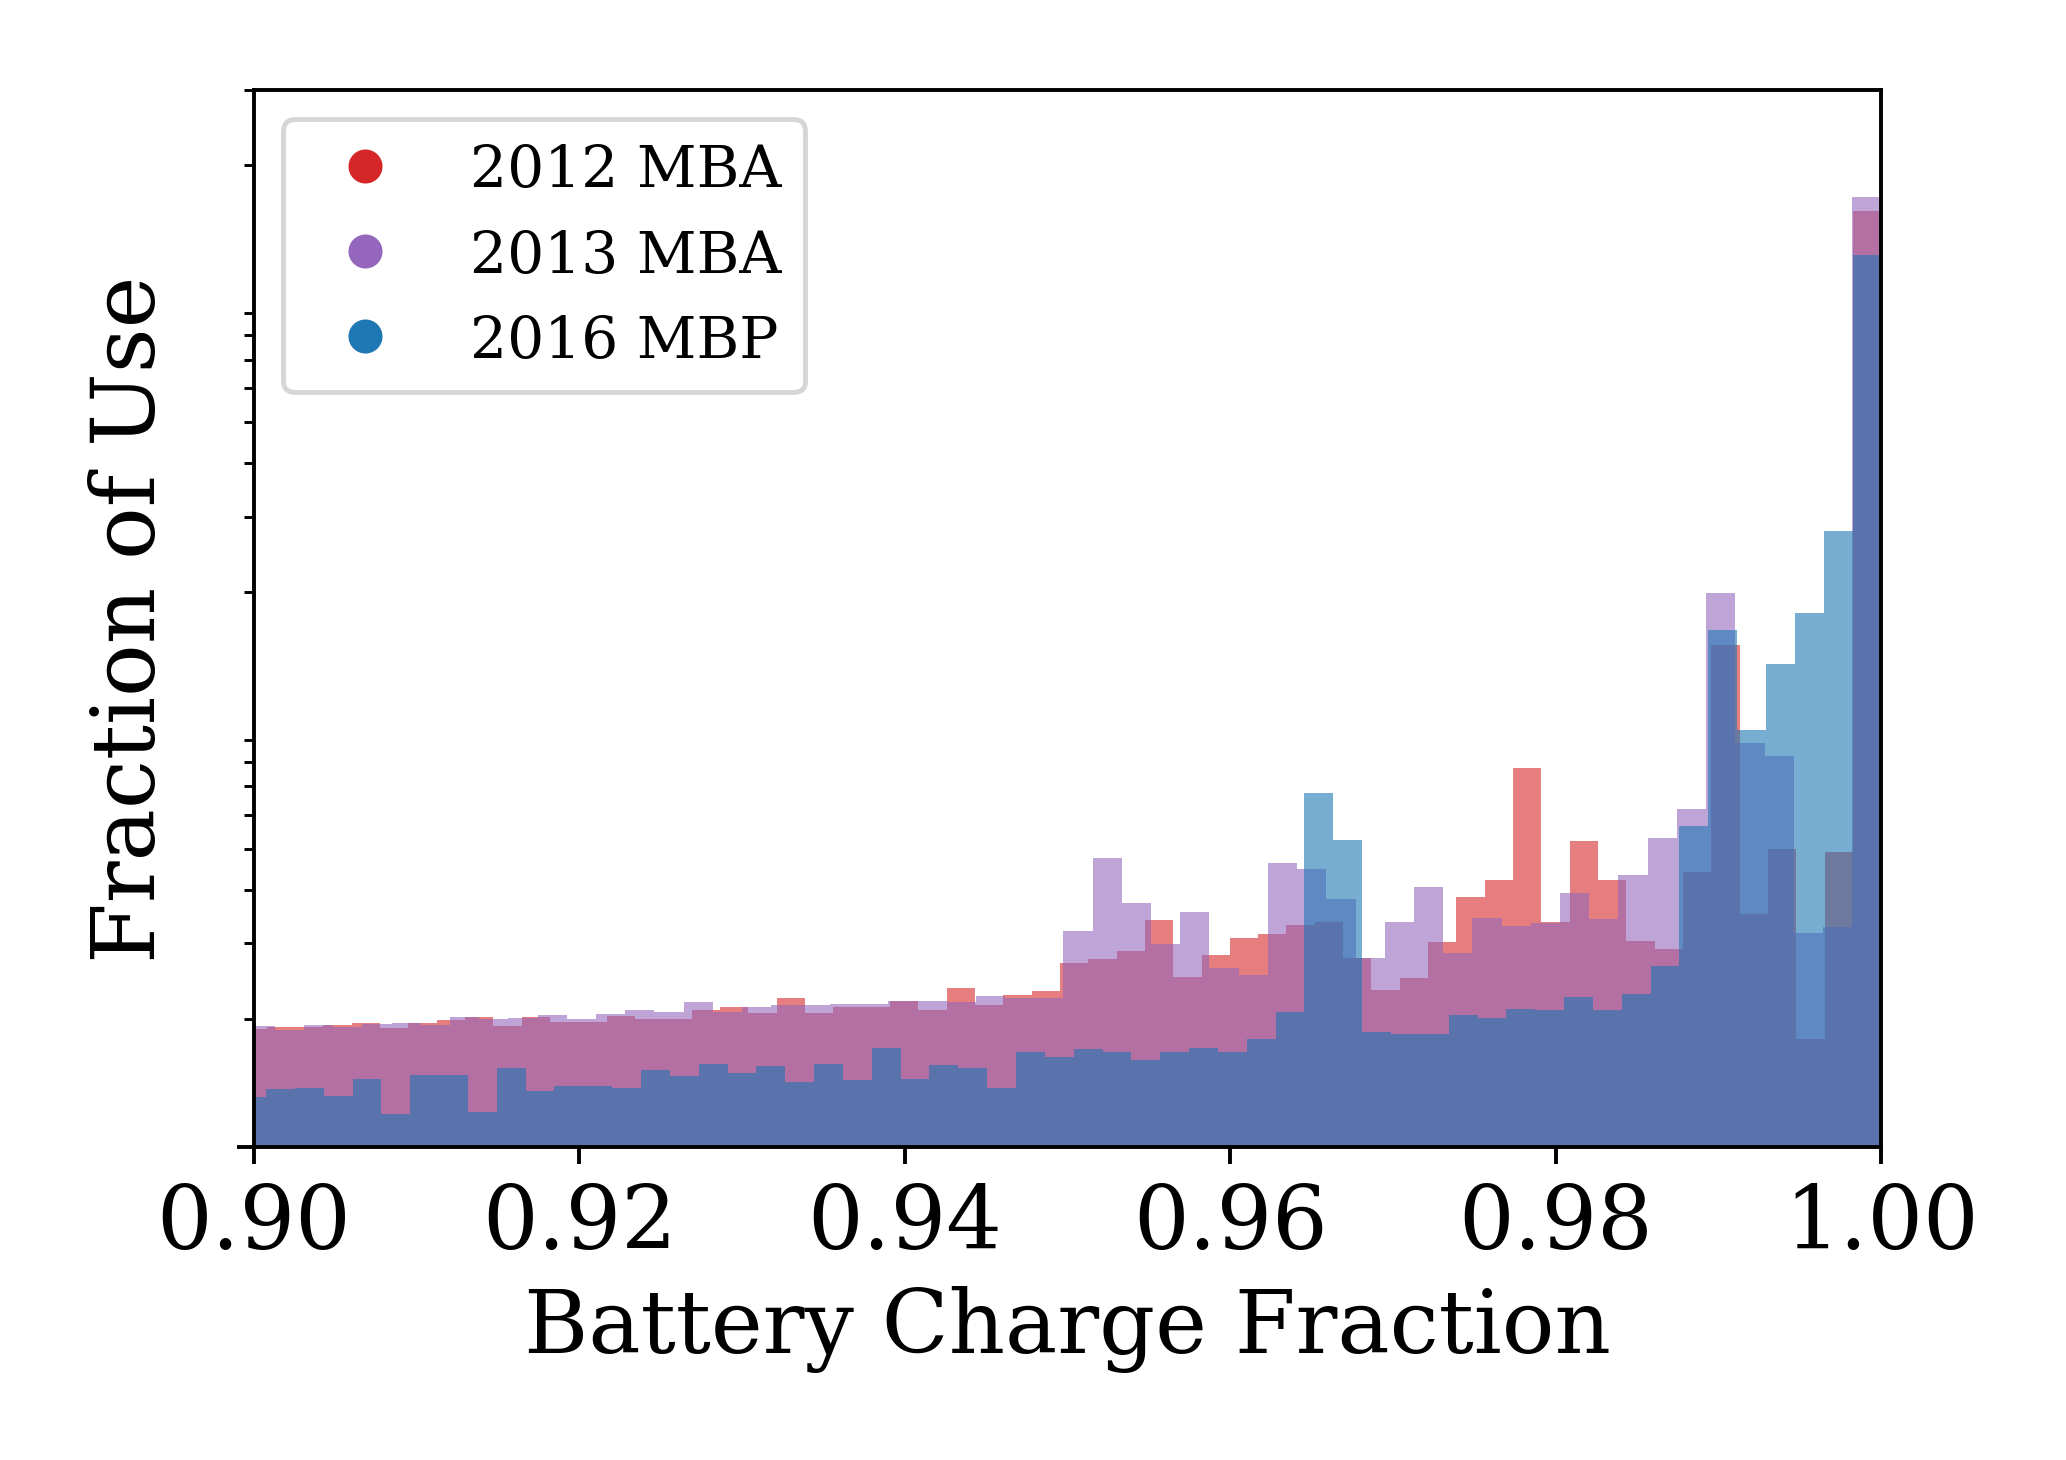 2012 MBA
2013 MBA
2016 MBP
Fraction of Use
0.90 0.92 0.94 0.96 0.98 1.00
Battery Charge Fraction